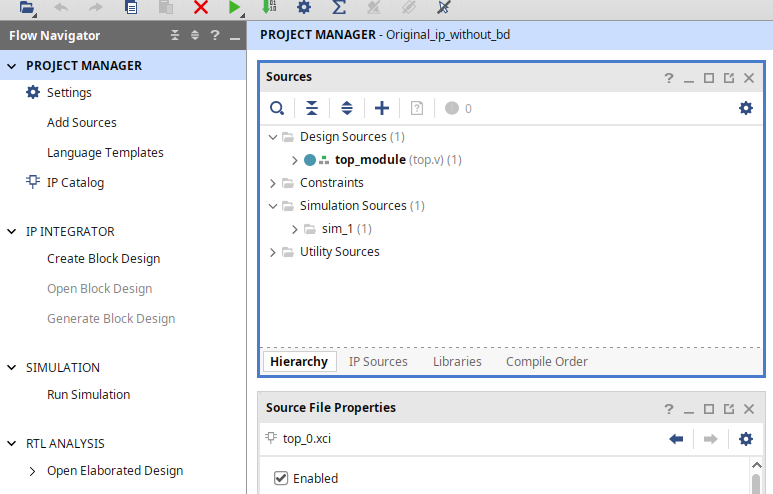 Flow Navigator
PROJECT MANAGER
Settings
Add Sources
Language Templates
IP Catalog
IP INTEGRATOR
Create Block Design
Open Block Design
Generate Block Design
SIMULATION
Run Simulation
RTL ANALYSIS
Open Elaborated Design
PROJECT MANAGER - Original_ip_without_bd
Sources
0
Design Sources (1)
top_module (top.v) (1)
Constraints
Simulation Sources (1)
sim_1 (1)
Utility Sources
Hierarchy IP Sources Libraries Compile Order
Source File Properties
top_0.xci
Enabled